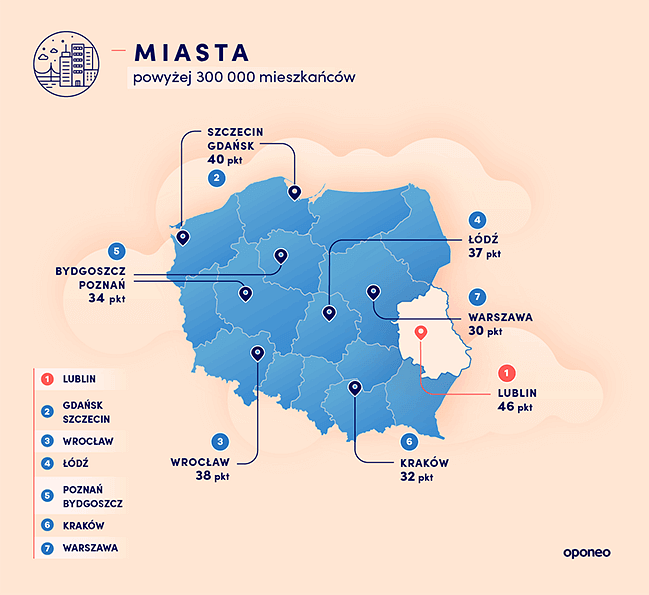 MIASTA
powyżej 300 000 mieszkańców
SZCZECIN
GDAŃSK
40 pkt
2
5
BYDGOSZCZ
POZNAŃ
34 pkt
4
ŁÓDŹ
37 pkt
7
WARSZAWA
30 pkt
1
LUBLIN
46 pkt
3
WROCŁAW
38 pkt
6
KRAKÓW
32 pkt
1 LUBLIN
2 GDAŃSK
SZCZECIN
3 WROCŁAW
4 ŁÓDŹ
5 POZNAŃ
BYDGOSZCZ
6 KRAKÓW
7 WARSZAWA
oponeo